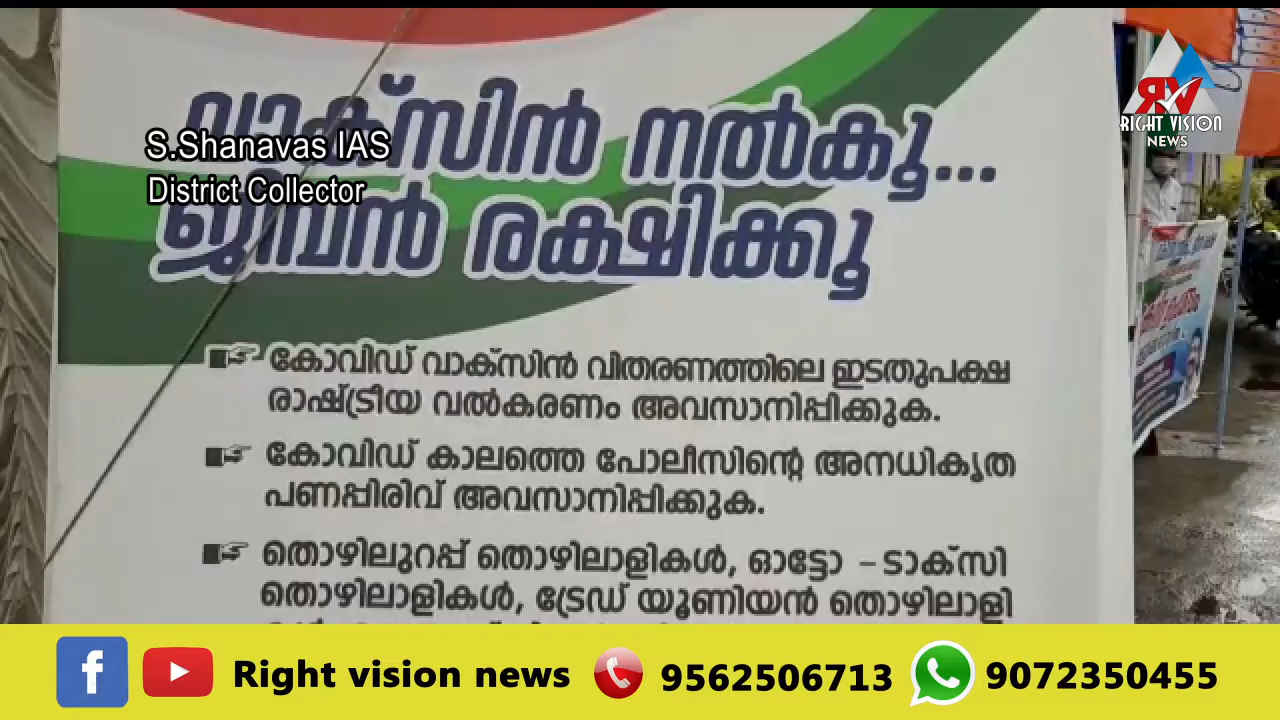 വാക്സിൻ നൽകൂ...
S.Shanavas IAS
District Collector
ജീവൻ രക്ഷിക്കൂ
RV
RIGHT VISION
NEWS
കോവിഡ് വാക്സിൻ വിതരണത്തിലെ ഇടതുപക്ഷ
രാഷ്ട്രീയ വൽകരണം അവസാനിപ്പിക്കുക.
കോവിഡ് കാലത്തെ പോലീസിന്റെ അനധികൃത
പണപ്പിരിവ് അവസാനിപ്പിക്കുക.
തൊഴിലുറപ്പ് തൊഴിലാളികൾ, ഓട്ടോ – ടാക്സി
തൊഴിലാളികൾ, ട്രേഡ് യൂണിയൻ തൊഴിലാളി
Right vision news
9562506713
9072350455